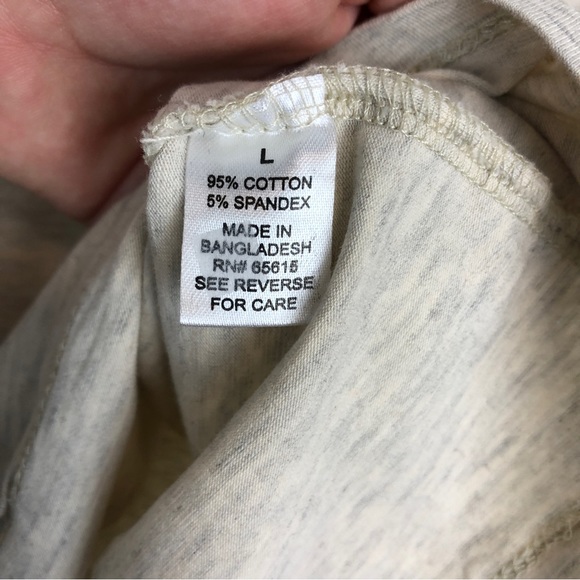 L
95% COTTON
5% SPANDEX
MADE IN
BANGLADESH
RN# 65615
SEE REVERSE
FOR CARE